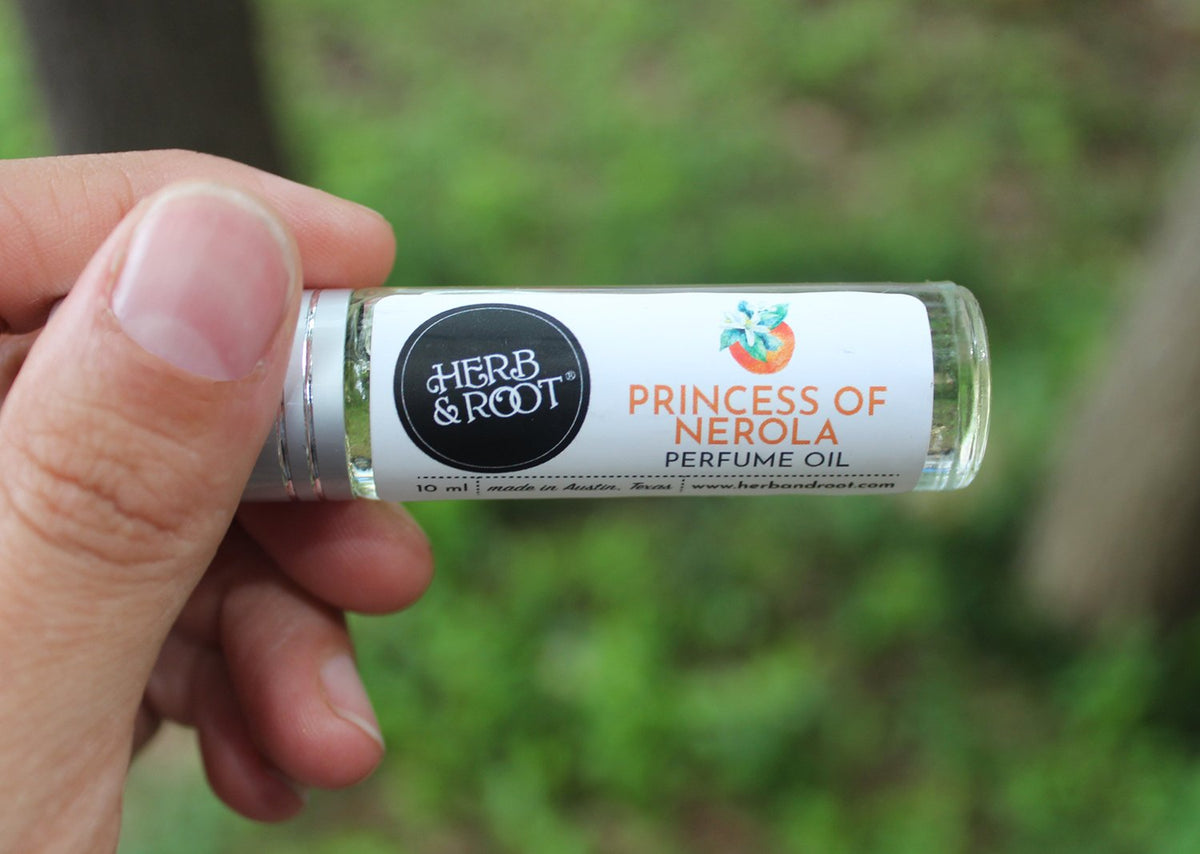 HERB
& ROOT®
PRINCESS OF
NEROLA
PERFUME OIL
10 ml made in Austin, Texas www.herbandroot.com